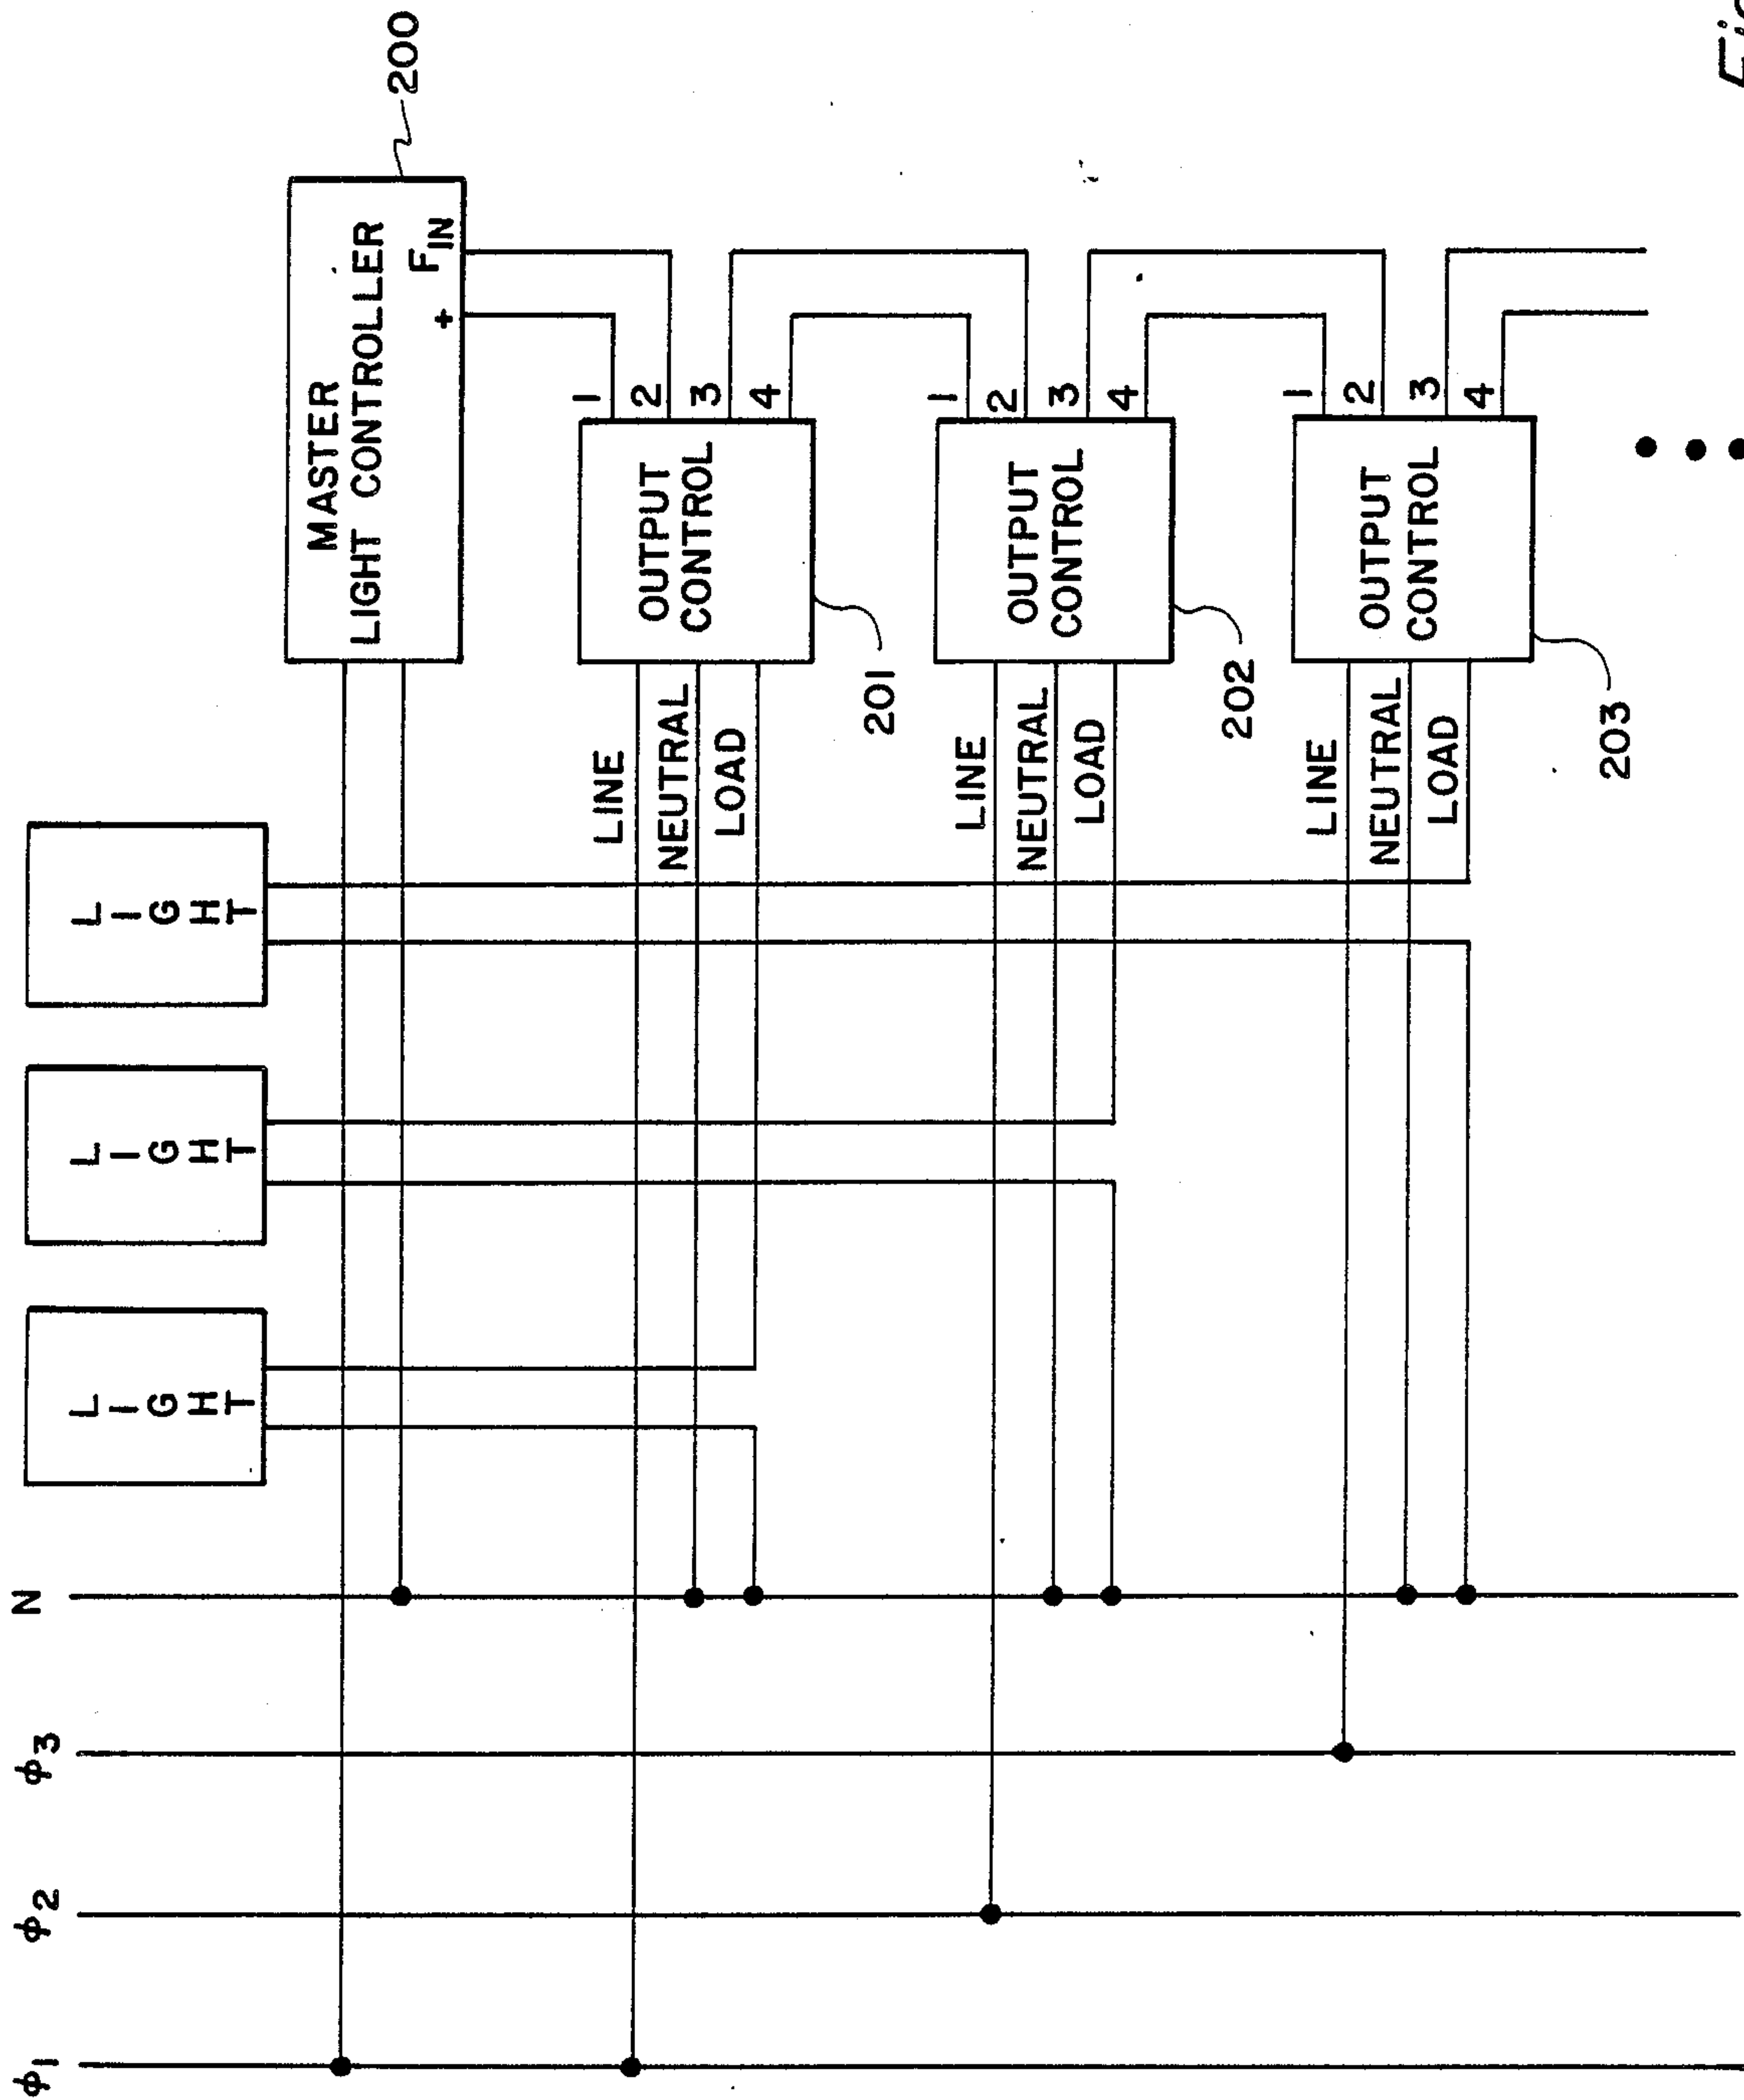 Φ1
Φ2
Φ3
N
LIGHT
LIGHT
LIGHT
MASTER
LIGHT CONTROLLER
+
FIN
200
LINE
NEUTRAL
LOAD
OUTPUT
CONTROL
1
2
3
4
201
LINE
NEUTRAL
LOAD
OUTPUT
CONTROL
1
2
3
4
202
LINE
NEUTRAL
LOAD
OUTPUT
CONTROL
1
2
3
4
203